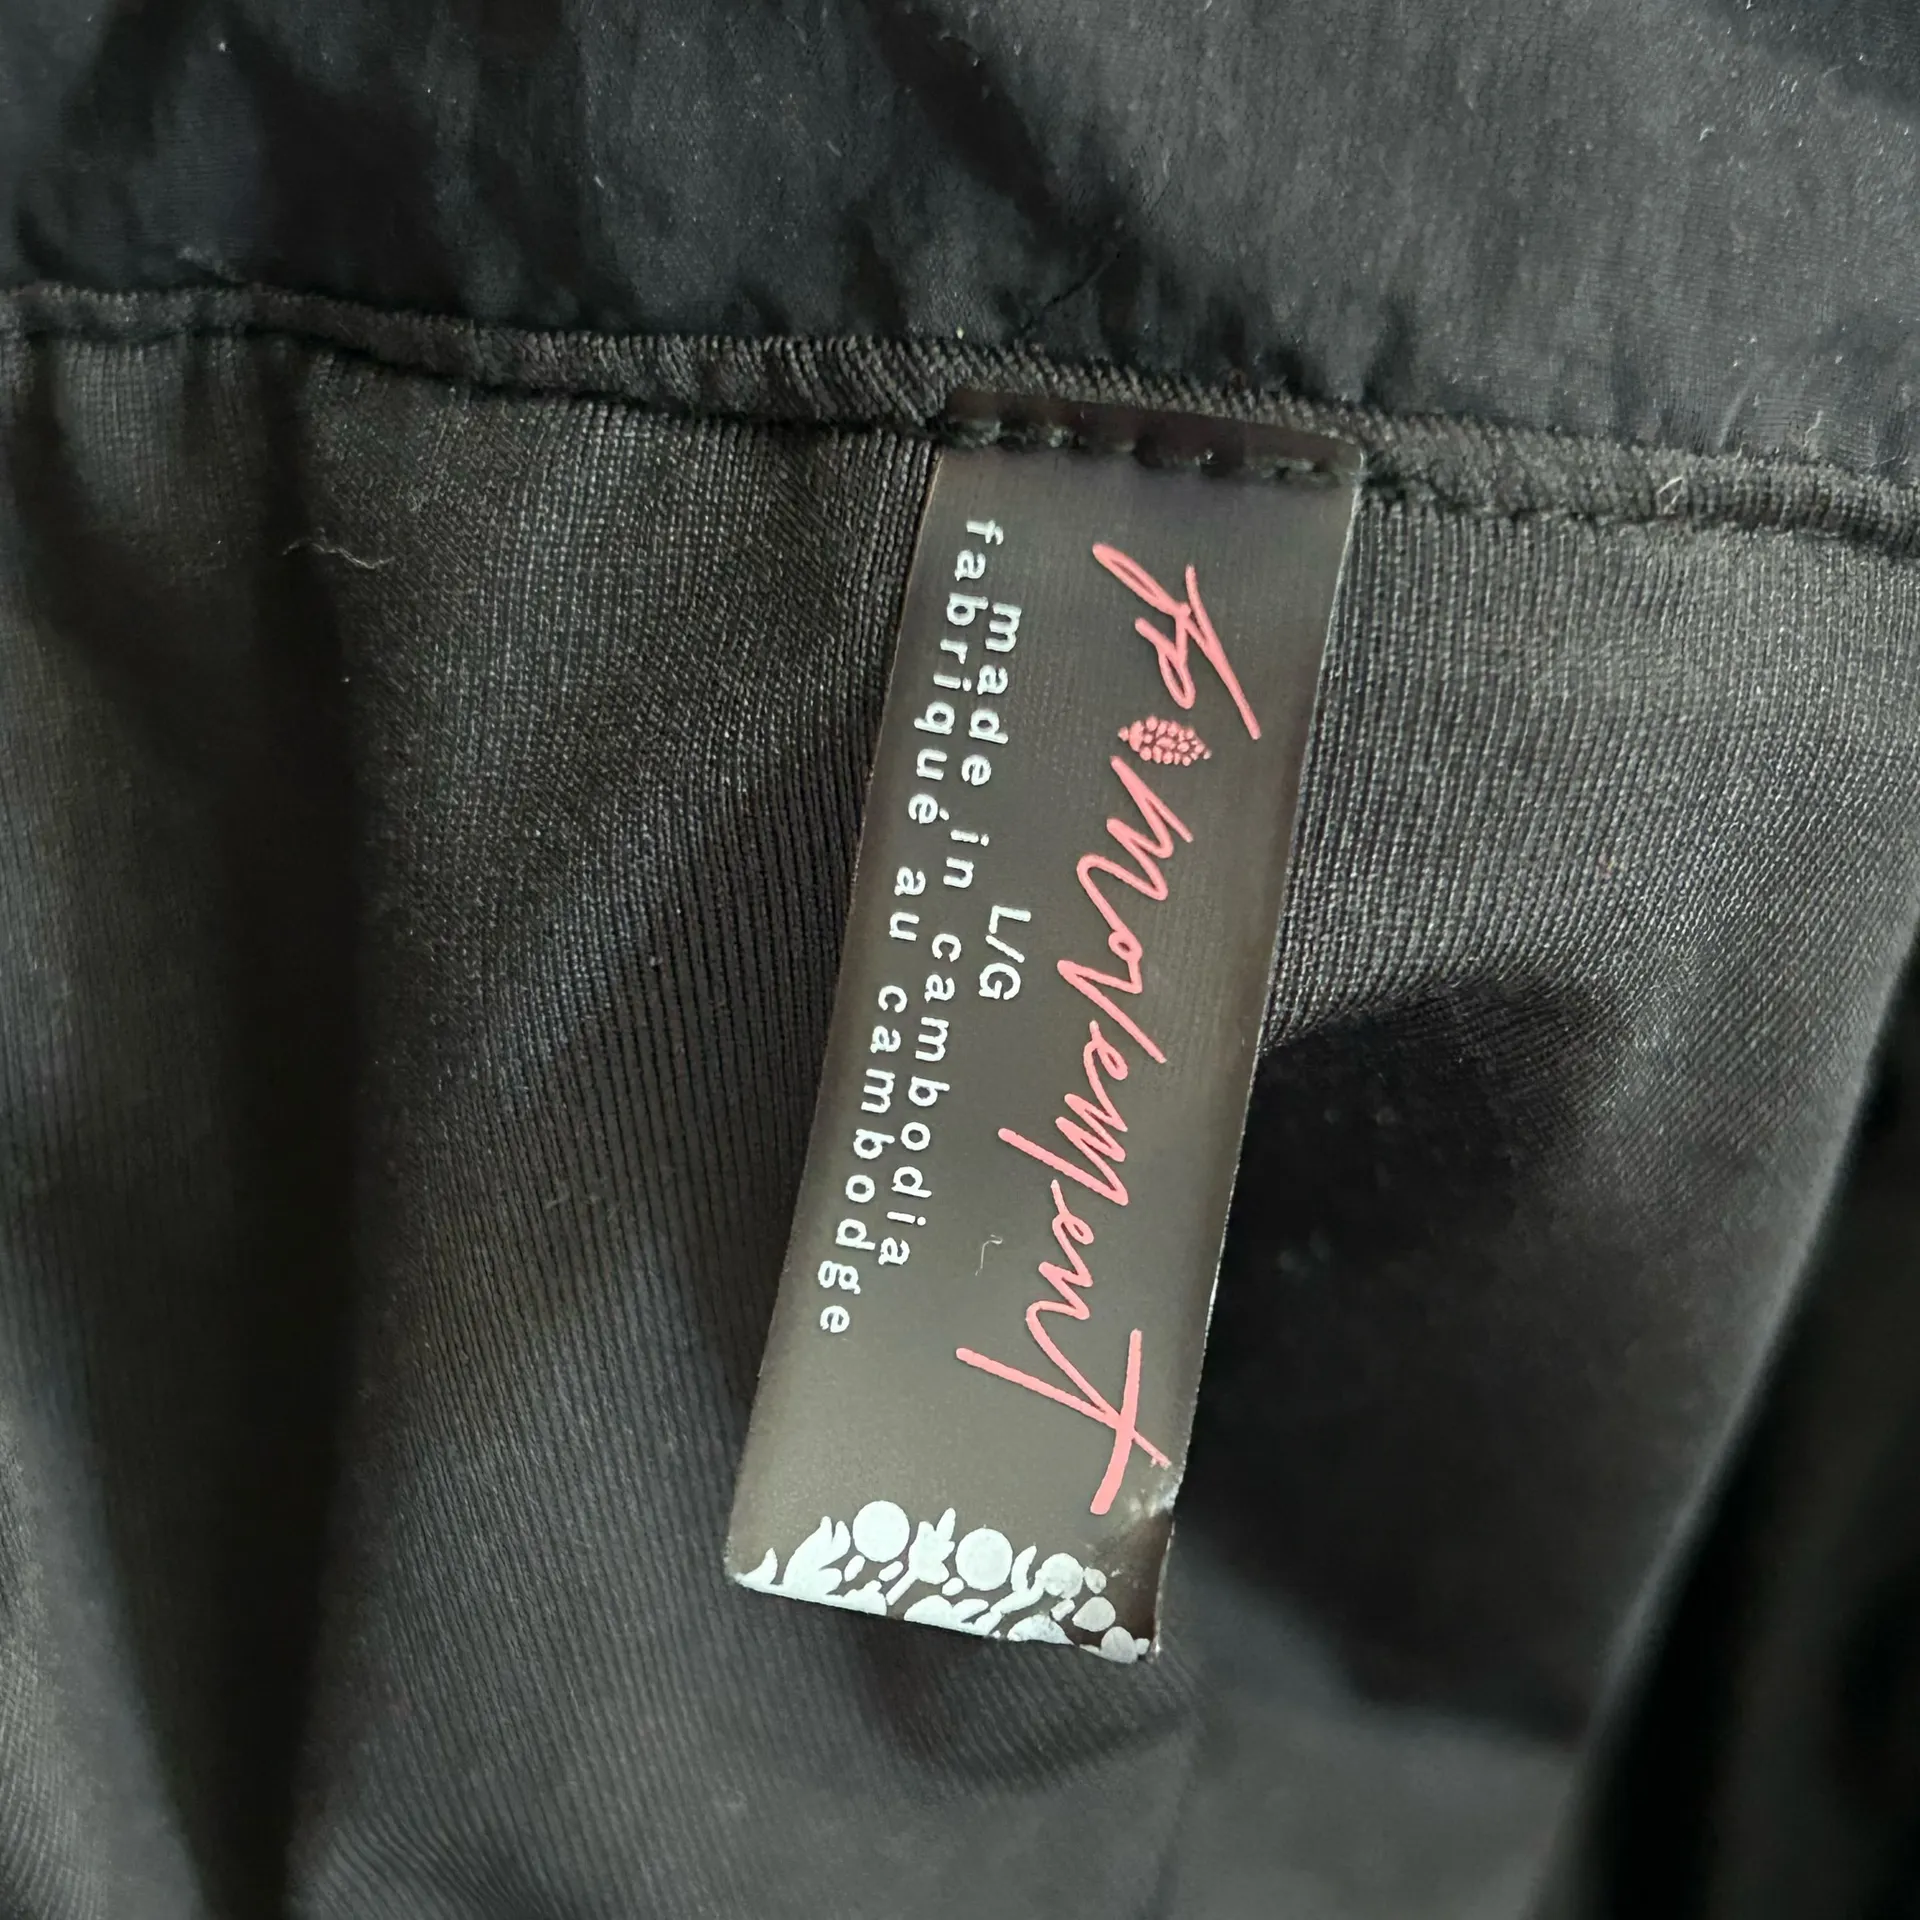 fp movement
L/G
made in cambodia
fabriqué au cambodge